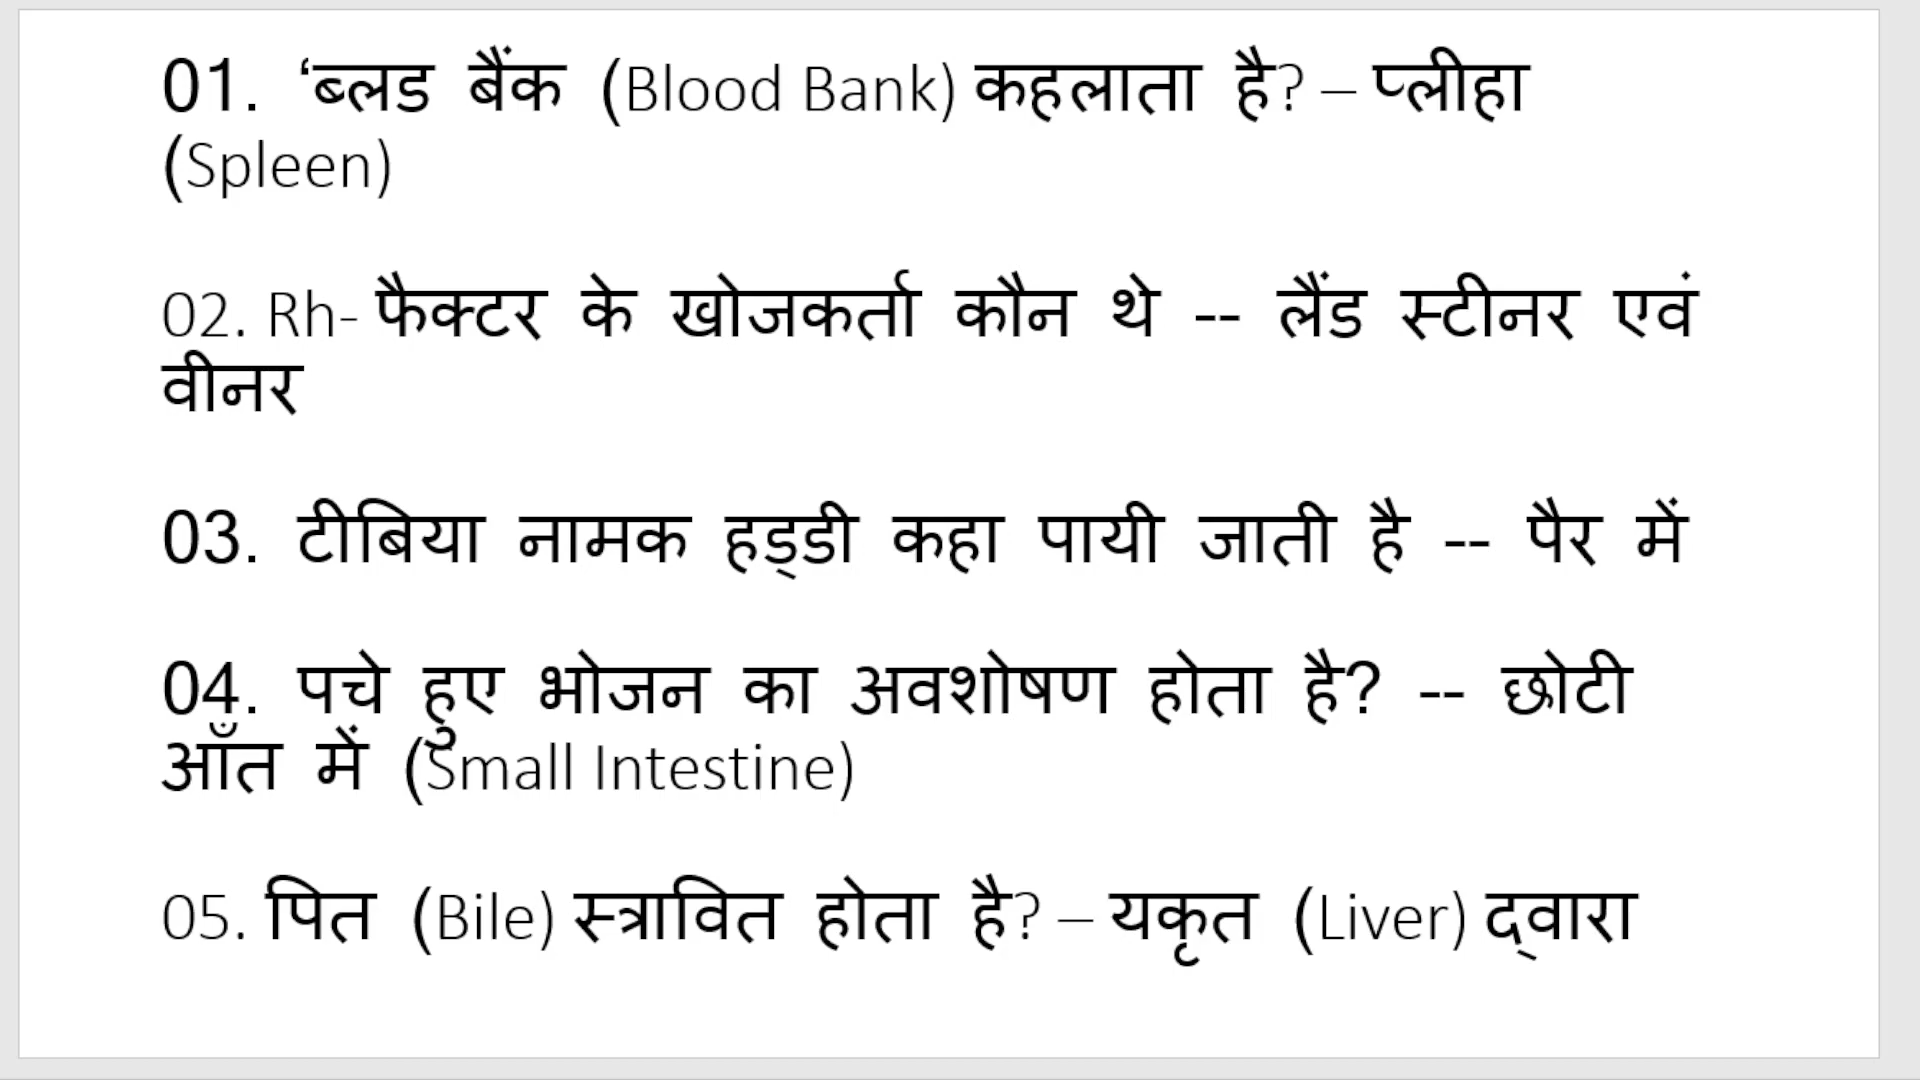 01. ‘ब्लड बैंक (Blood Bank) कहलाता है? – प्लीहा
(Spleen)
02. Rh- फैक्टर के खोजकर्ता कौन थे -- लैंड स्टीनर एवं
वीनर
03. टीबिया नामक हड्डी कहा पायी जाती है -- पैर में
04. पचे हुए भोजन का अवशोषण होता है? -- छोटी
आँत में (Small Intestine)
05. पित (Bile) स्त्रावित होता है? – यकृत (Liver) द्वारा